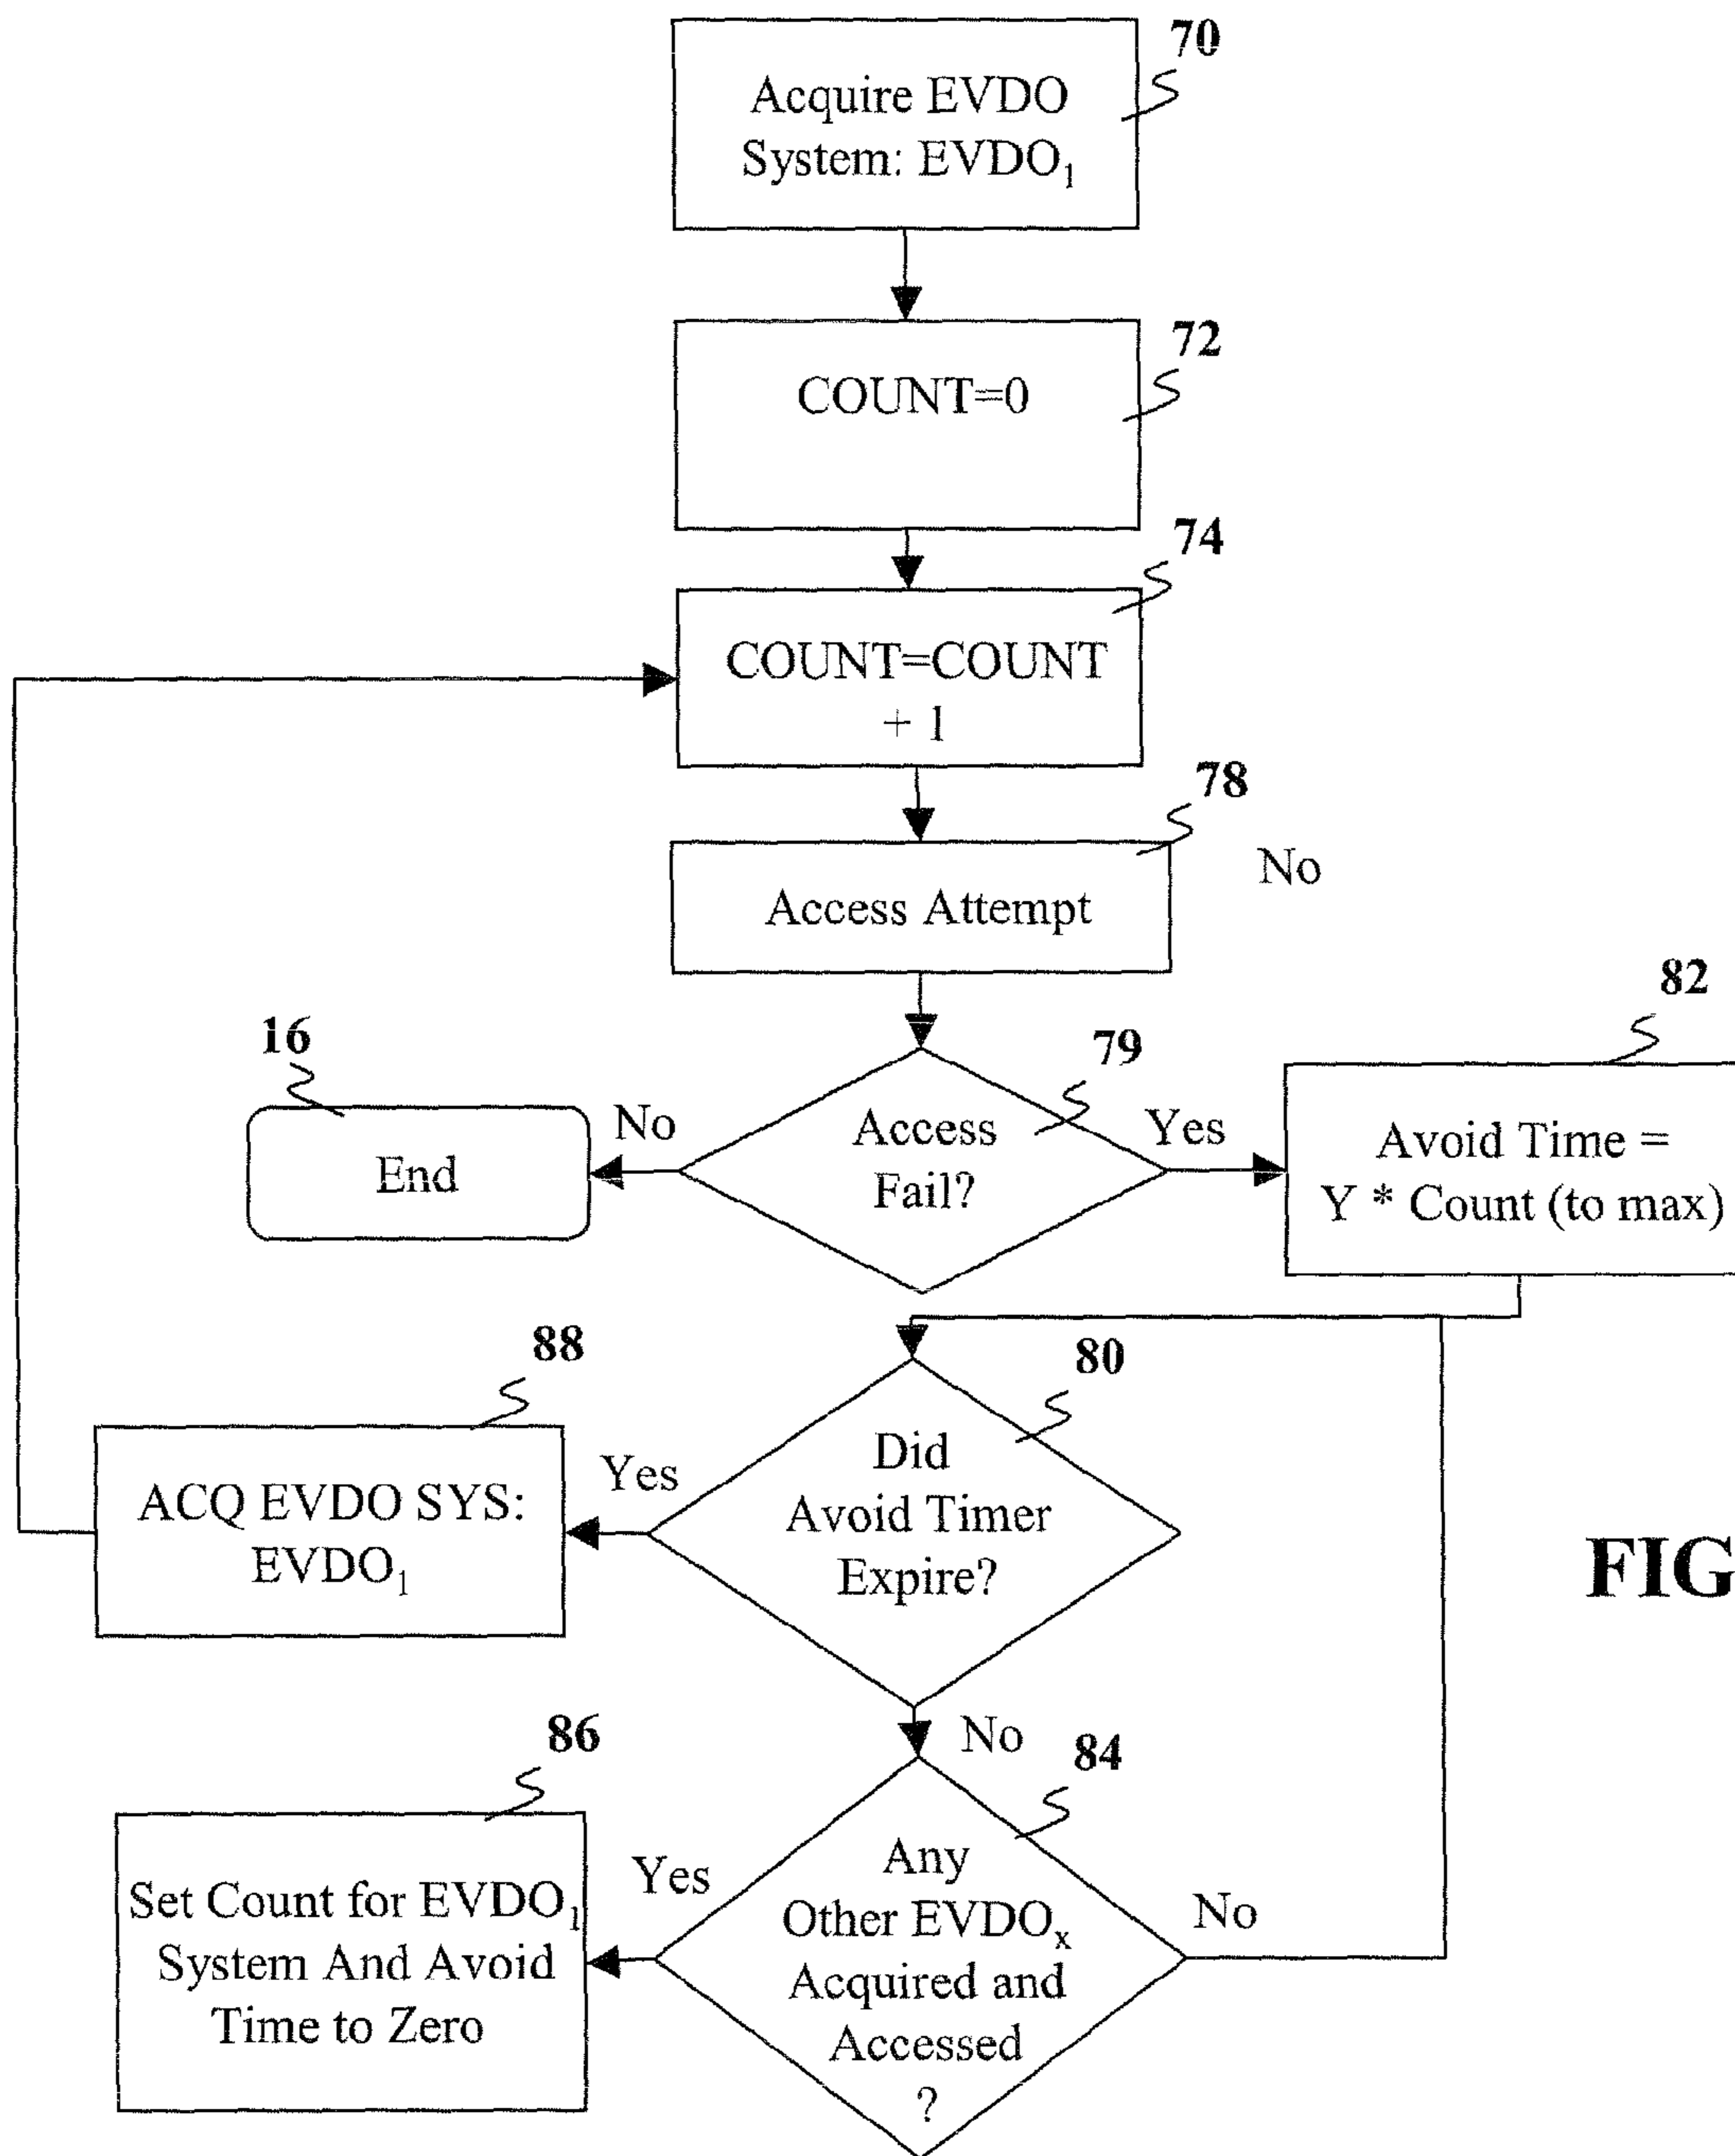 70
Acquire EVDO
System: EVDO₁
72
COUNT=0
74
COUNT=COUNT
+ 1
78
No
Access Attempt
82
16
79
No
Yes
End
Access
Fail?
Avoid Time =
Y * Count (to max)
88
80
Did
Avoid Timer
Expire?
Yes
ACQ EVDO SYS:
EVDO₁
FIG
86
No
84
Yes
Any
Other EVDOₓ
Acquired and
Accessed
?
No
Set Count for EVDO₁
System And Avoid
Time to Zero